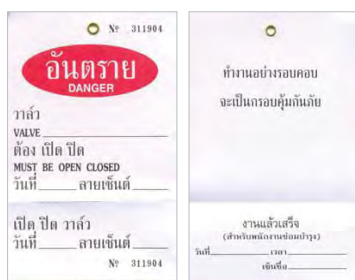 Nº 311904
อันตราย
DANGER
วาล์ว
VALVE
ต้อง เปิด ปิด
MUST BE OPEN CLOSED
วันที่ ลายเซ็นต์
เปิด ปิด วาล์ว
วันที่ ลายเซ็นต์
Nº 311904
ทำงานอย่างรอบคอบ
จะเป็นกรอบคุ้มกันภัย
งานแล้วเสร็จ
(สำหรับพนักงานซ่อมบำรุง)
วันที่ เวลา
เซ็นชื่อ